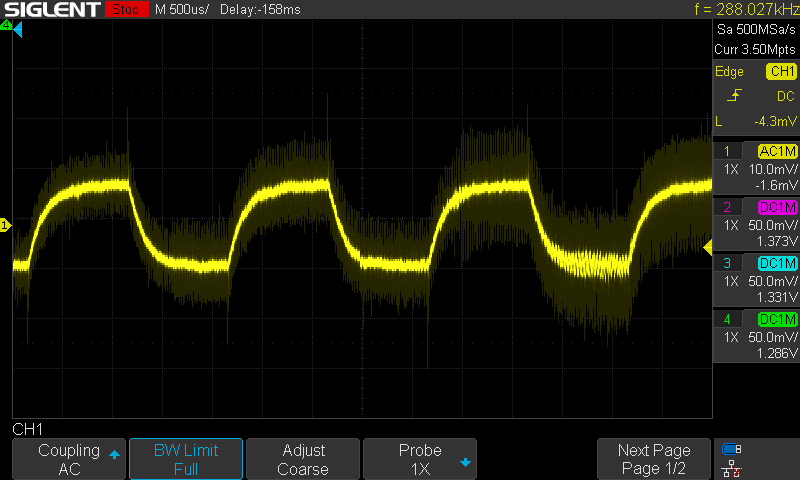 SIGLENT Stop M 500us/ Delay:-158ms f = 288.027kHz
4
Sa 500MSa/s
Curr 3.50Mpts
Edge CH1
DC
L -4.3mV
1 AC1M
1X 10.0mV/
-1.6mV
2 DC1M
1X 50.0mV/
1.373V
1
3 DC1M
1X 50.0mV/
1.331V
4 DC1M
1X 50.0mV/
1.286V
CH1
Coupling
AC
BW Limit
Full
Adjust
Coarse
Probe
1X
Next Page
Page 1/2